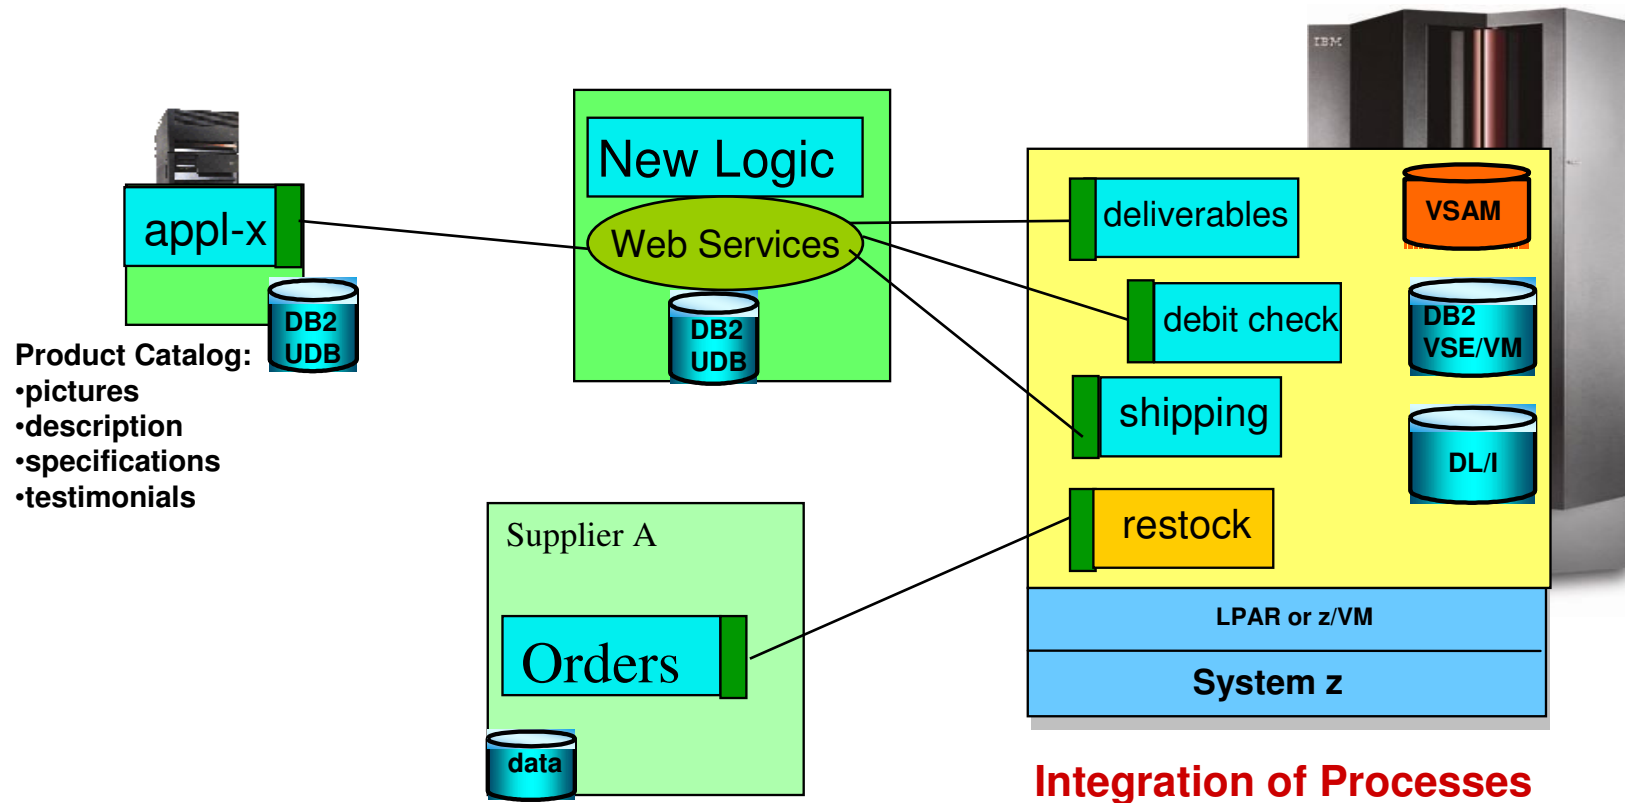 IBM
New Logic
Web Services
DB2
UDB
appl-x
DB2
UDB
Product Catalog:
•pictures
•description
•specifications
•testimonials
Supplier A
Orders
data
deliverables
debit check
shipping
restock
VSAM
DB2
VSE/VM
DL/I
LPAR or z/VM
System z
Integration of Processes